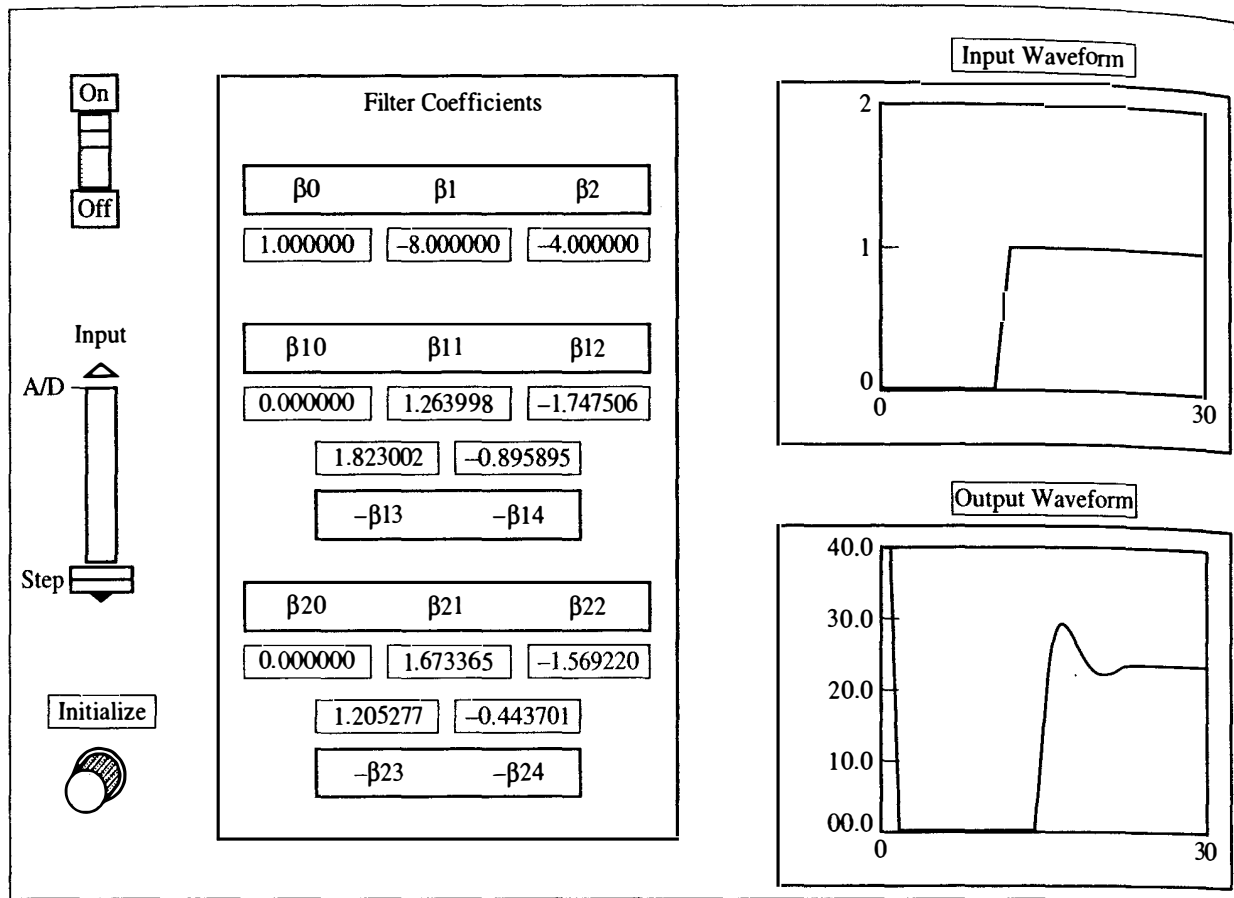 On
Off
Input
A/D
Step
Initialize
Filter Coefficients
β0 β1 β2
1.000000 –8.000000 –4.000000
β10 β11 β12
0.000000 1.263998 –1.747506
1.823002 –0.895895
–β13 –β14
β20 β21 β22
0.000000 1.673365 –1.569220
1.205277 –0.443701
–β23 –β24
Input Waveform
2
1
0
0 30
Output Waveform
40.0
30.0
20.0
10.0
00.0
0 30